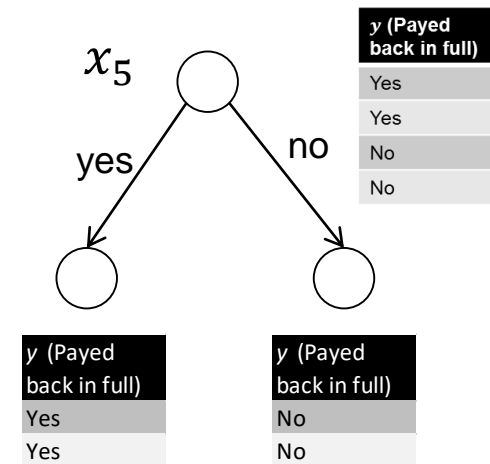 x₅
y (Payed
back in full)
Yes
Yes
No
No
yes
no
y (Payed
back in full)
Yes
Yes
y (Payed
back in full)
No
No